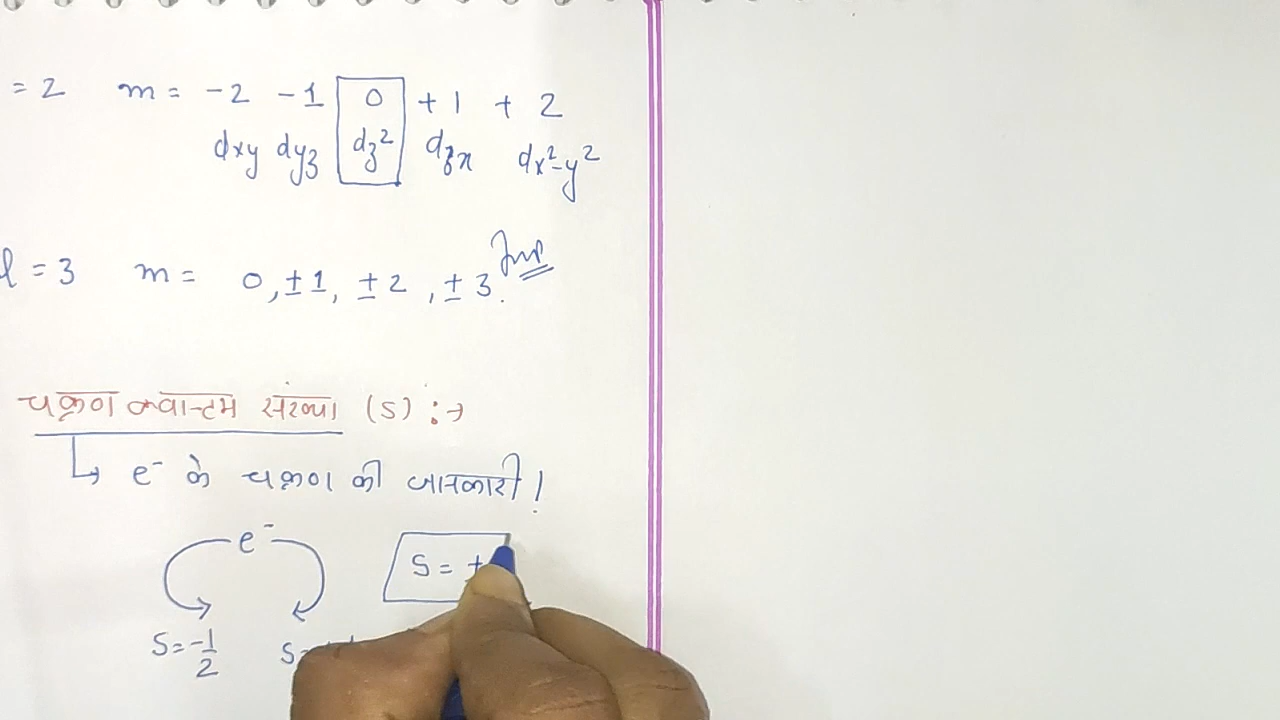 = 2 m = -2 -1 0 +1 +2
dxy dyz dz² dzx dx²-y²
l = 3 m = 0, ±1, ±2, ±3. Imp
चक्रण क्वान्टम संख्या (S) :→
↳ e⁻ के चक्रण की जानकारी !
e⁻
S = ±
S = -1/2 S =